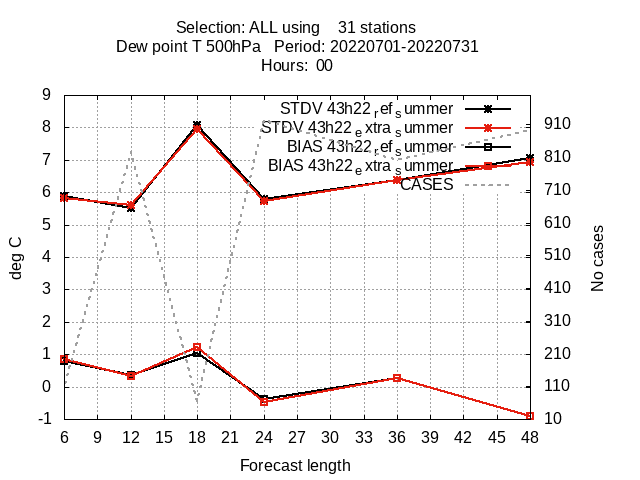 Selection: ALL using 31 stations
Dew point T 500hPa Period: 20220701-20220731
Hours: 00
STDV 43h22_ref_summer
STDV 43h22_extra_summer
BIAS 43h22_ref_summer
BIAS 43h22_extra_summer
CASES
deg C
9
8
7
6
5
4
3
2
1
0
-1
910
810
710
610
510
410
310
210
110
10
No cases
6 9 12 15 18 21 24 27 30 33 36 39 42 45 48
Forecast length